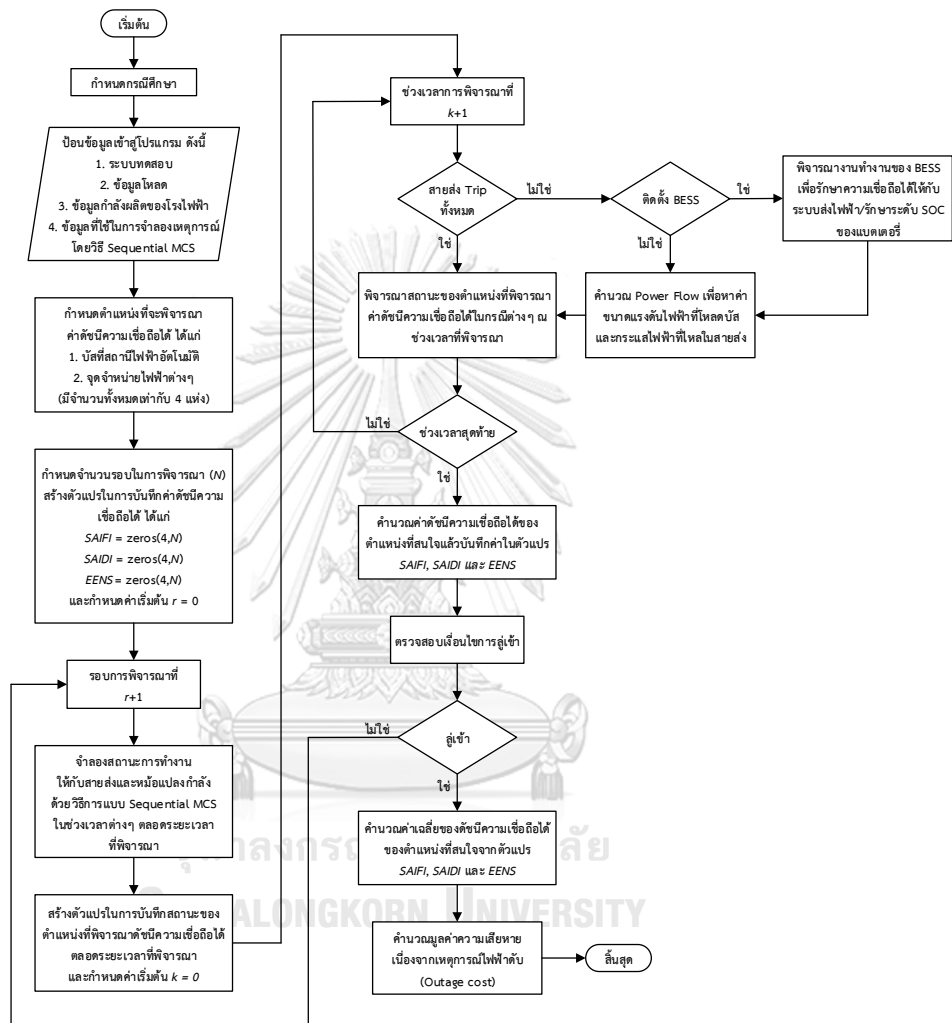 เริ่มต้น
กำหนดกรณีศึกษา
ป้อนข้อมูลเข้าสู่โปรแกรม ดังนี้
1. ระบบทดสอบ
2. ข้อมูลโหลด
3. ข้อมูลกำลังผลิตของโรงไฟฟ้า
4. ข้อมูลที่ใช้ในการจำลองเหตุการณ์
โดยวิธี Sequential MCS
กำหนดตำแหน่งที่จะพิจารณา
ค่าดัชนีความเชื่อถือได้ ได้แก่
1. บัสที่สถานีไฟฟ้าอัตโนมัติ
2. จุดจำหน่ายไฟฟ้าต่างๆ
(มีจำนวนทั้งหมดเท่ากับ 4 แห่ง)
กำหนดจำนวนรอบในการพิจารณา (N)
สร้างตัวแปรในการบันทึกค่าดัชนีความ
เชื่อถือได้ ได้แก่
SAIFI = zeros(4,N)
SAIDI = zeros(4,N)
EENS = zeros(4,N)
และกำหนดค่าเริ่มต้น r = 0
รอบการพิจารณาที่
r+1
จำลองสถานะการทำงาน
ให้กับสายส่งและหม้อแปลงกำลัง
ด้วยวิธีการแบบ Sequential MCS
ในช่วงเวลาต่างๆ ตลอดระยะเวลา
ที่พิจารณา
สร้างตัวแปรในการบันทึกสถานะของ
ตำแหน่งที่พิจารณาดัชนีความเชื่อถือได้
ตลอดระยะเวลาที่พิจารณา
และกำหนดค่าเริ่มต้น k = 0
ช่วงเวลาการพิจารณาที่
k+1
สายส่ง Trip
ทั้งหมด
ไม่ใช่
ใช่
ติดตั้ง BESS
ใช่
ไม่ใช่
พิจารณางานทำงานของ BESS
เพื่อรักษาความเชื่อถือได้ให้กับ
ระบบส่งไฟฟ้า/รักษาระดับ SOC
ของแบตเตอรี่
คำนวณ Power Flow เพื่อหาค่า
ขนาดแรงดันไฟฟ้าที่โหลดบัส
และกระแสไฟฟ้าที่ไหลในสายส่ง
พิจารณาสถานะของตำแหน่งที่พิจารณา
ค่าดัชนีความเชื่อถือได้ในกรณีต่างๆ ณ
ช่วงเวลาที่พิจารณา
ช่วงเวลาสุดท้าย
ไม่ใช่
ใช่
คำนวณค่าดัชนีความเชื่อถือได้ของ
ตำแหน่งที่สนใจแล้วบันทึกค่าในตัวแปร
SAIFI, SAIDI และ EENS
ตรวจสอบเงื่อนไขการลู่เข้า
ลู่เข้า
ไม่ใช่
ใช่
คำนวณค่าเฉลี่ยของดัชนีความเชื่อถือได้
ของตำแหน่งที่สนใจจากตัวแปร
SAIFI, SAIDI และ EENS
คำนวณมูลค่าความเสียหาย
เนื่องจากเหตุการณ์ไฟฟ้าดับ
(Outage cost)
สิ้นสุด
UNIVERSITY